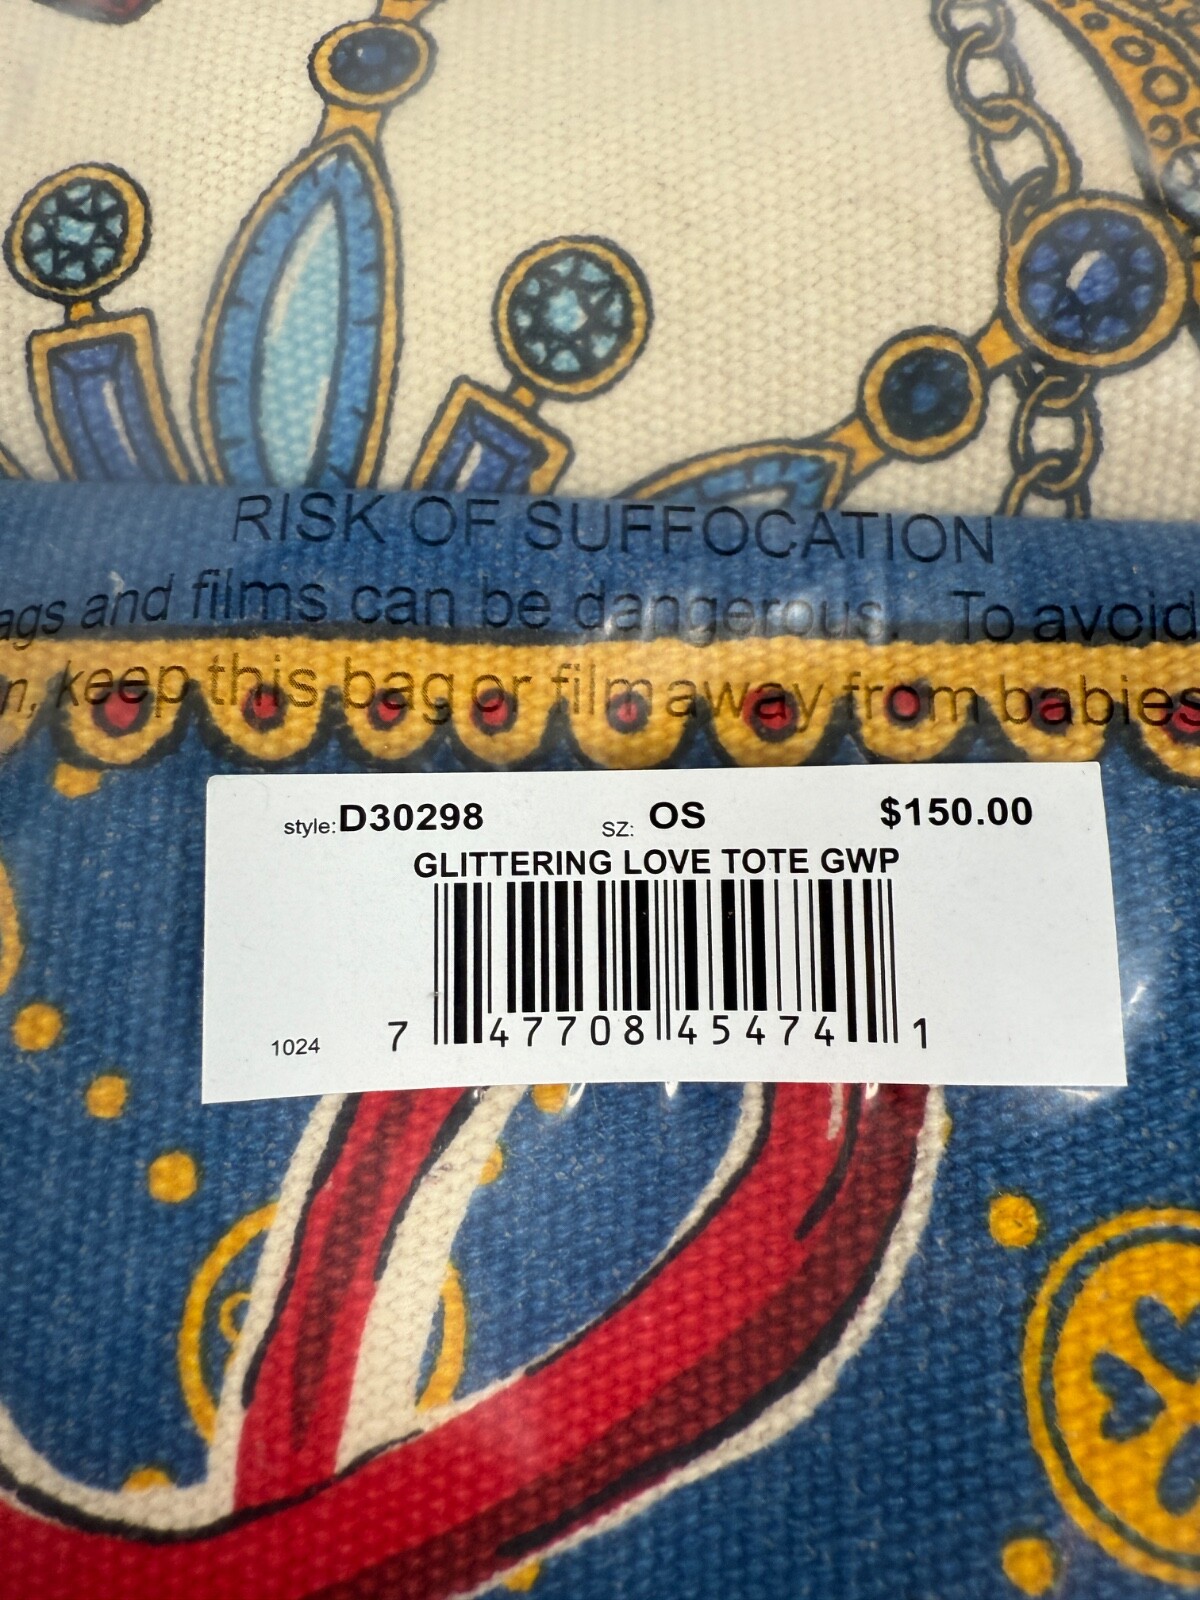 RISK OF SUFFOCATION
ags and films can be dangerous. To avoid
n, keep this bag or film away from babies
style: D30298 SZ: OS $150.00
GLITTERING LOVE TOTE GWP
1024 7 47708 45474 1